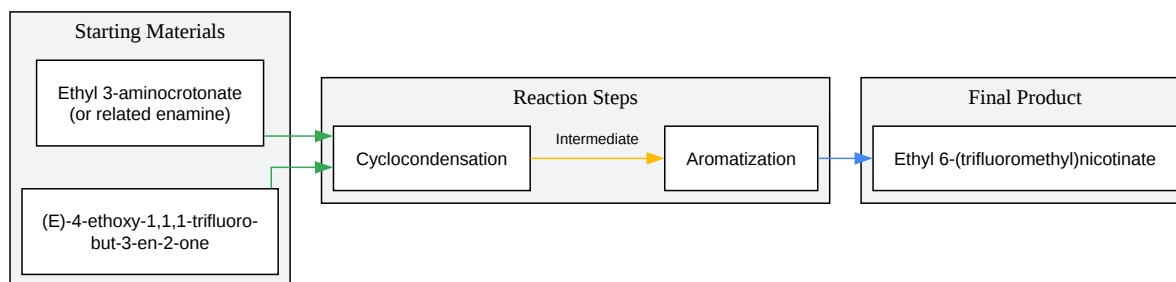 Starting Materials
Ethyl 3-aminocrotonate
(or related enamine)
(E)-4-ethoxy-1,1,1-trifluoro-
but-3-en-2-one
Reaction Steps
Cyclocondensation
Intermediate
Aromatization
Final Product
Ethyl 6-(trifluoromethyl)nicotinate